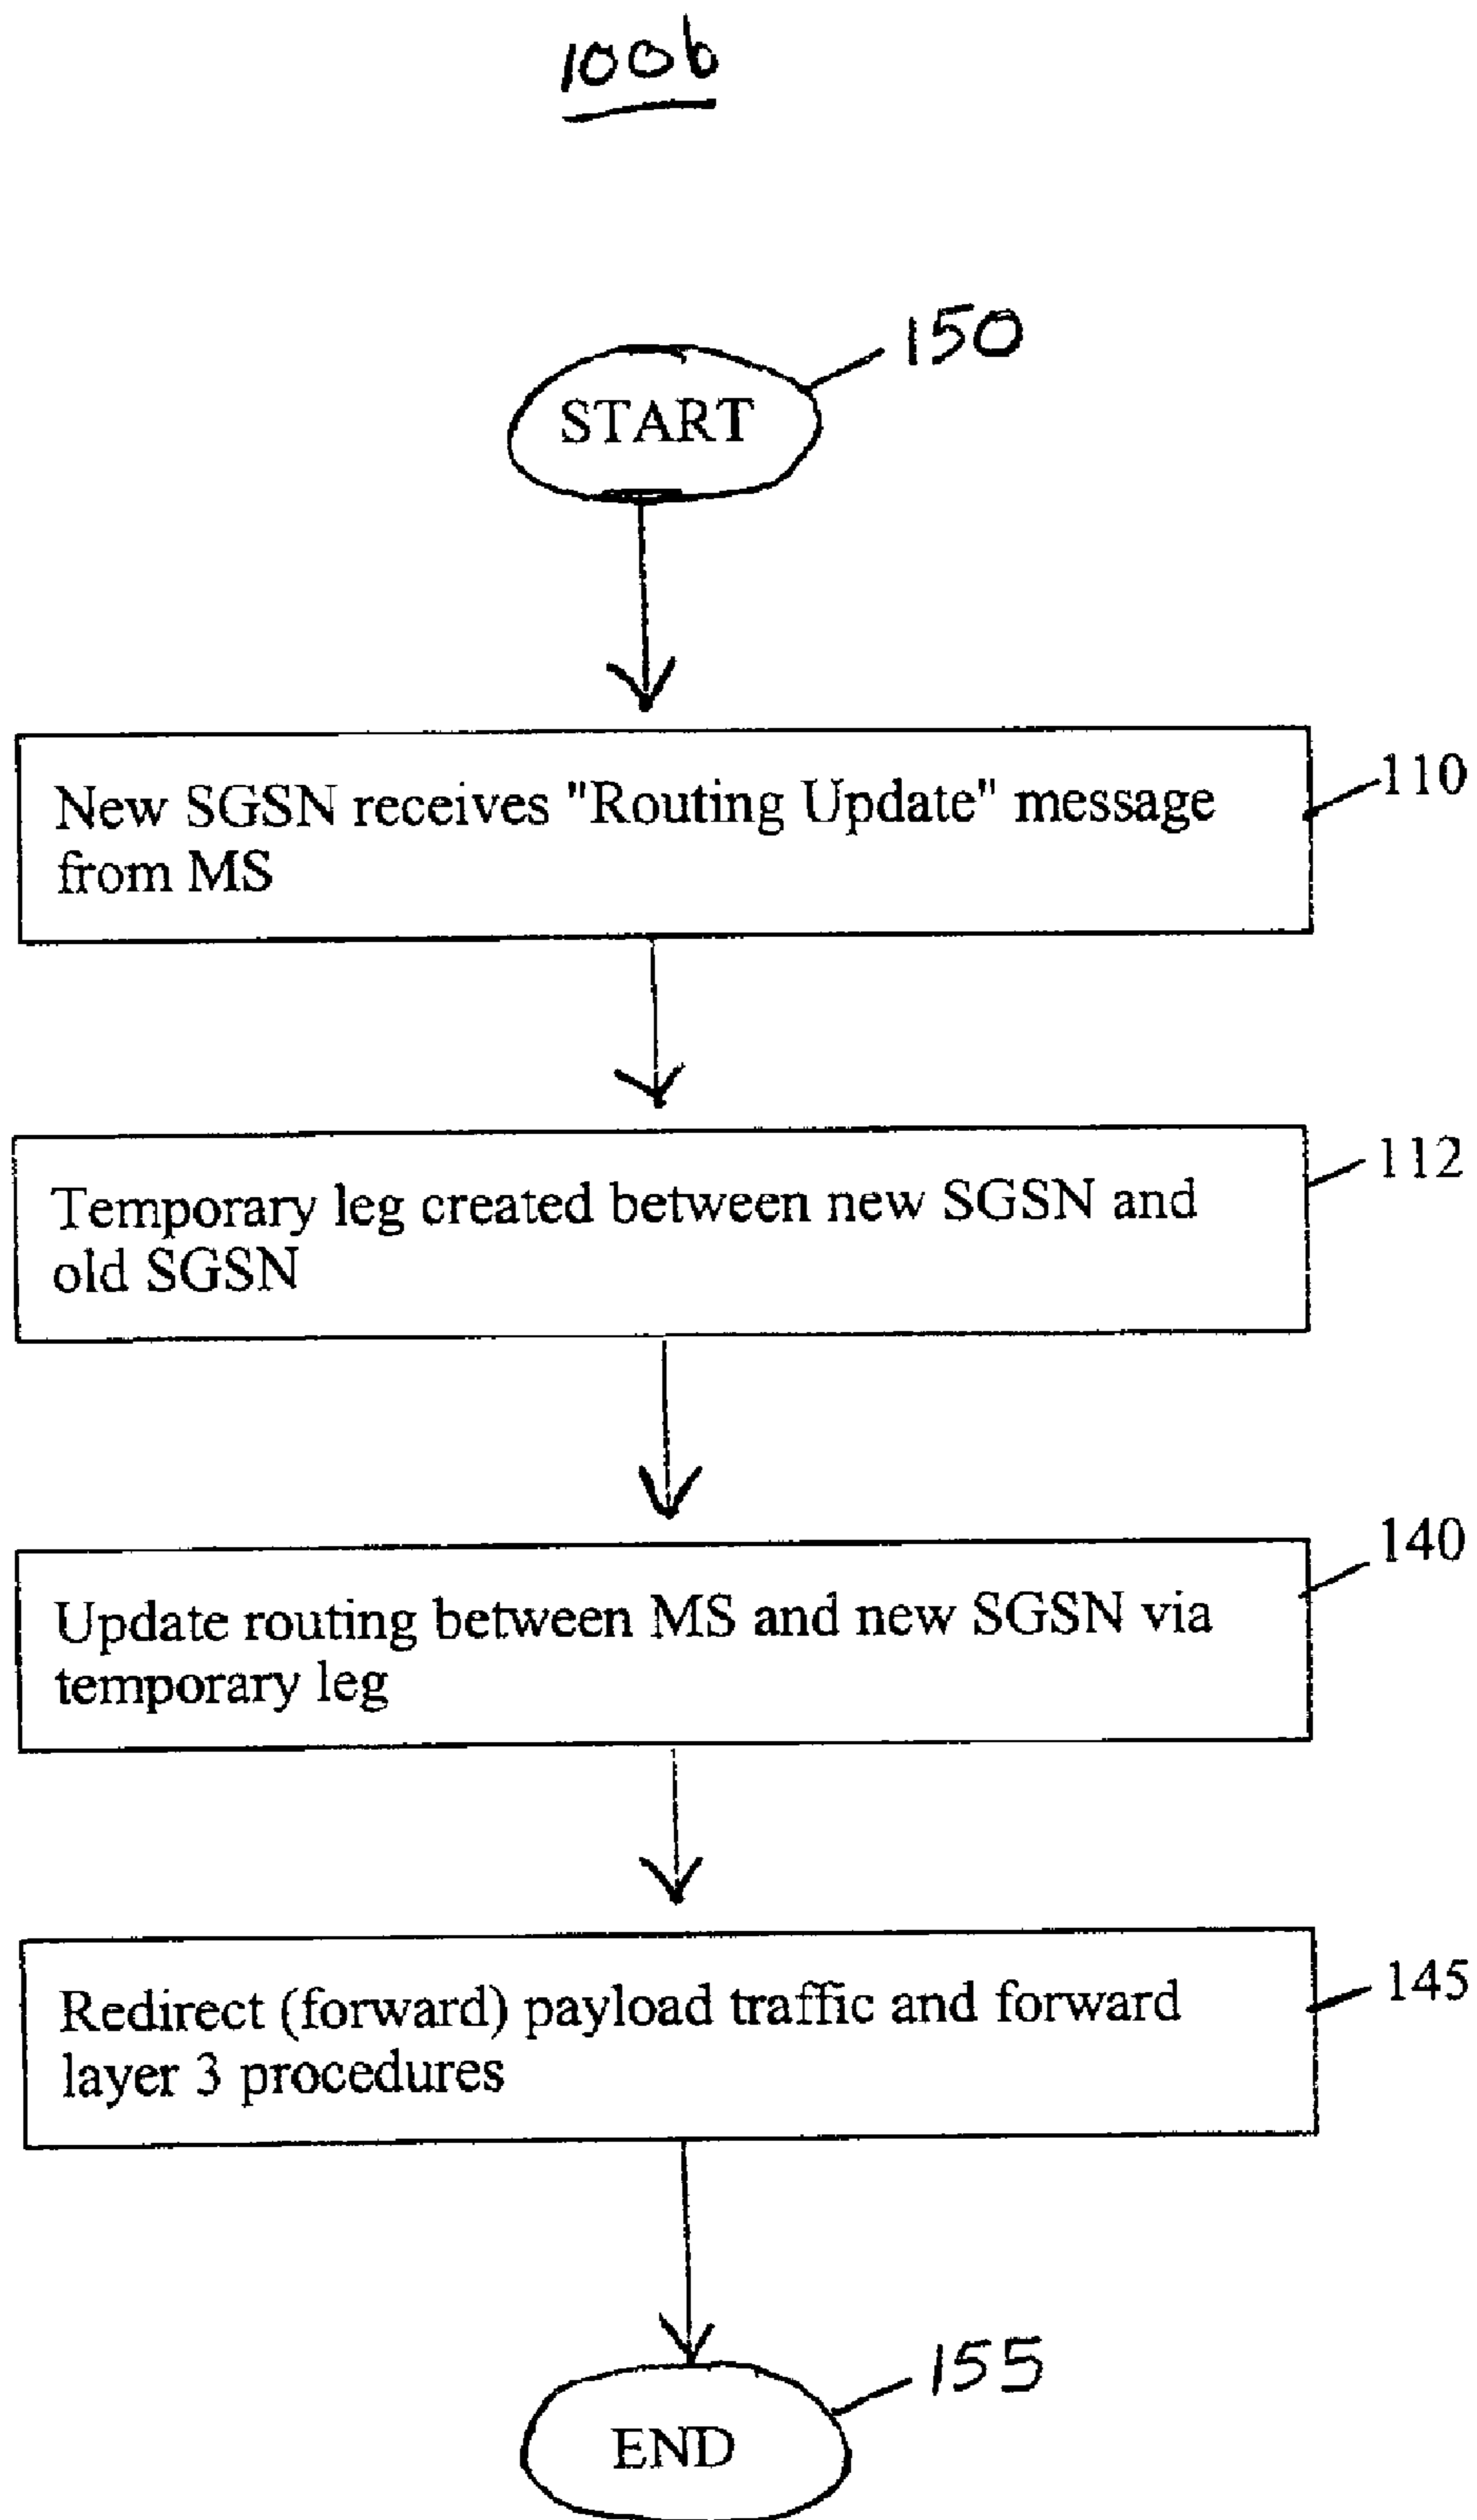 100b
150
START
New SGSN receives "Routing Update" message
from MS
110
Temporary leg created between new SGSN and
old SGSN
112
Update routing between MS and new SGSN via
temporary leg
140
Redirect (forward) payload traffic and forward
layer 3 procedures
145
155
END